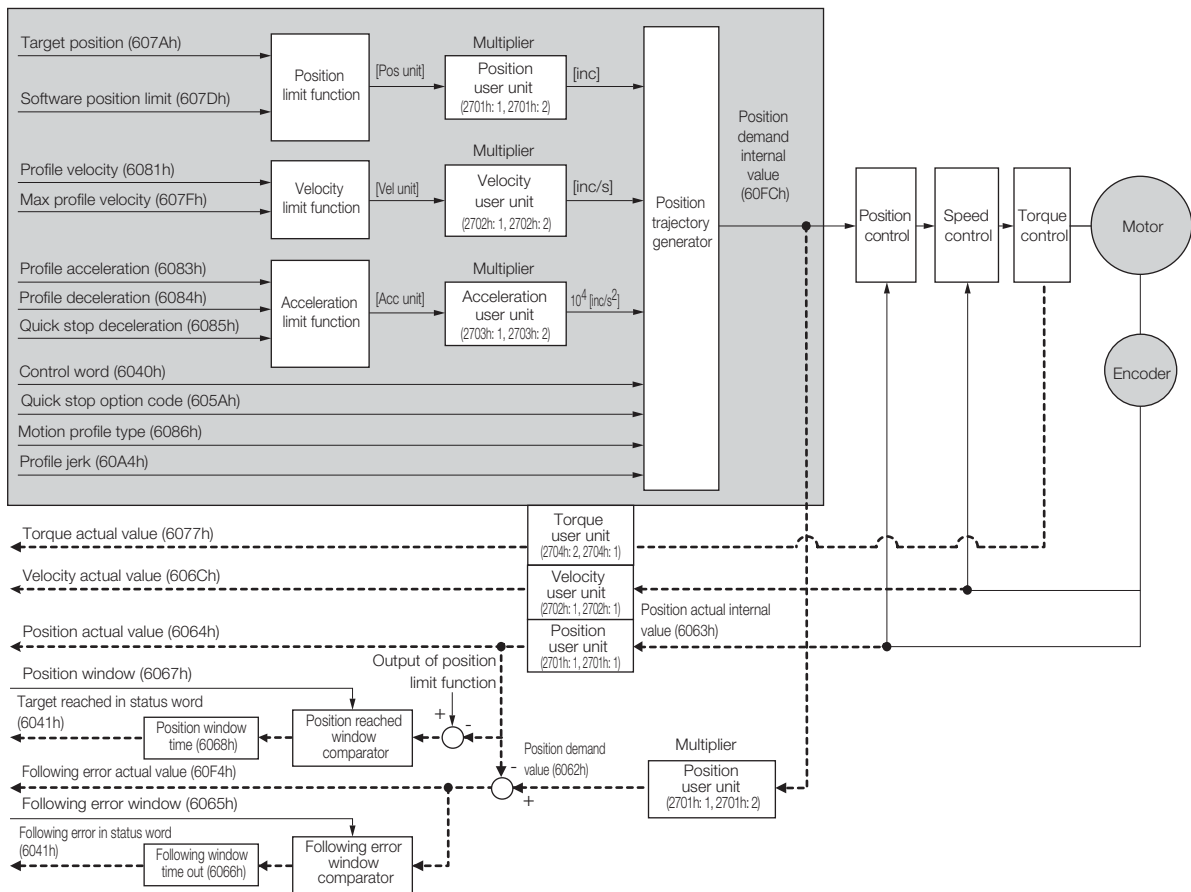 Target position (607Ah)
Software position limit (607Dh)
Position
limit function
[Pos unit]
Multiplier
Position
user unit
(2701h: 1, 2701h: 2)
[inc]
Profile velocity (6081h)
Max profile velocity (607Fh)
Velocity
limit function
[Vel unit]
Multiplier
Velocity
user unit
(2702h: 1, 2702h: 2)
[inc/s]
Profile acceleration (6083h)
Profile deceleration (6084h)
Quick stop deceleration (6085h)
Acceleration
limit function
[Acc unit]
Multiplier
Acceleration
user unit
(2703h: 1, 2703h: 2)
10⁴ [inc/s²]
Control word (6040h)
Quick stop option code (605Ah)
Motion profile type (6086h)
Profile jerk (60A4h)
Position
trajectory
generator
Position
demand
internal
value
(60FCh)
Position
control
Speed
control
Torque
control
Motor
Encoder
Torque actual value (6077h)
Torque
user unit
(2704h: 2, 2704h: 1)
Velocity actual value (606Ch)
Velocity
user unit
(2702h: 1, 2702h: 1)
Position actual value (6064h)
Position
user unit
(2701h: 1, 2701h: 1)
Position actual internal
value (6063h)
Position window (6067h)
Output of position
limit function
+
-
Target reached in status word
(6041h)
Position window
time (6068h)
Position reached
window
comparator
Following error actual value (60F4h)
-
+
Position demand
value (6062h)
Multiplier
Position
user unit
(2701h: 1, 2701h: 2)
Following error window (6065h)
Following error in status word
(6041h)
Following window
time out (6066h)
Following error
window
comparator